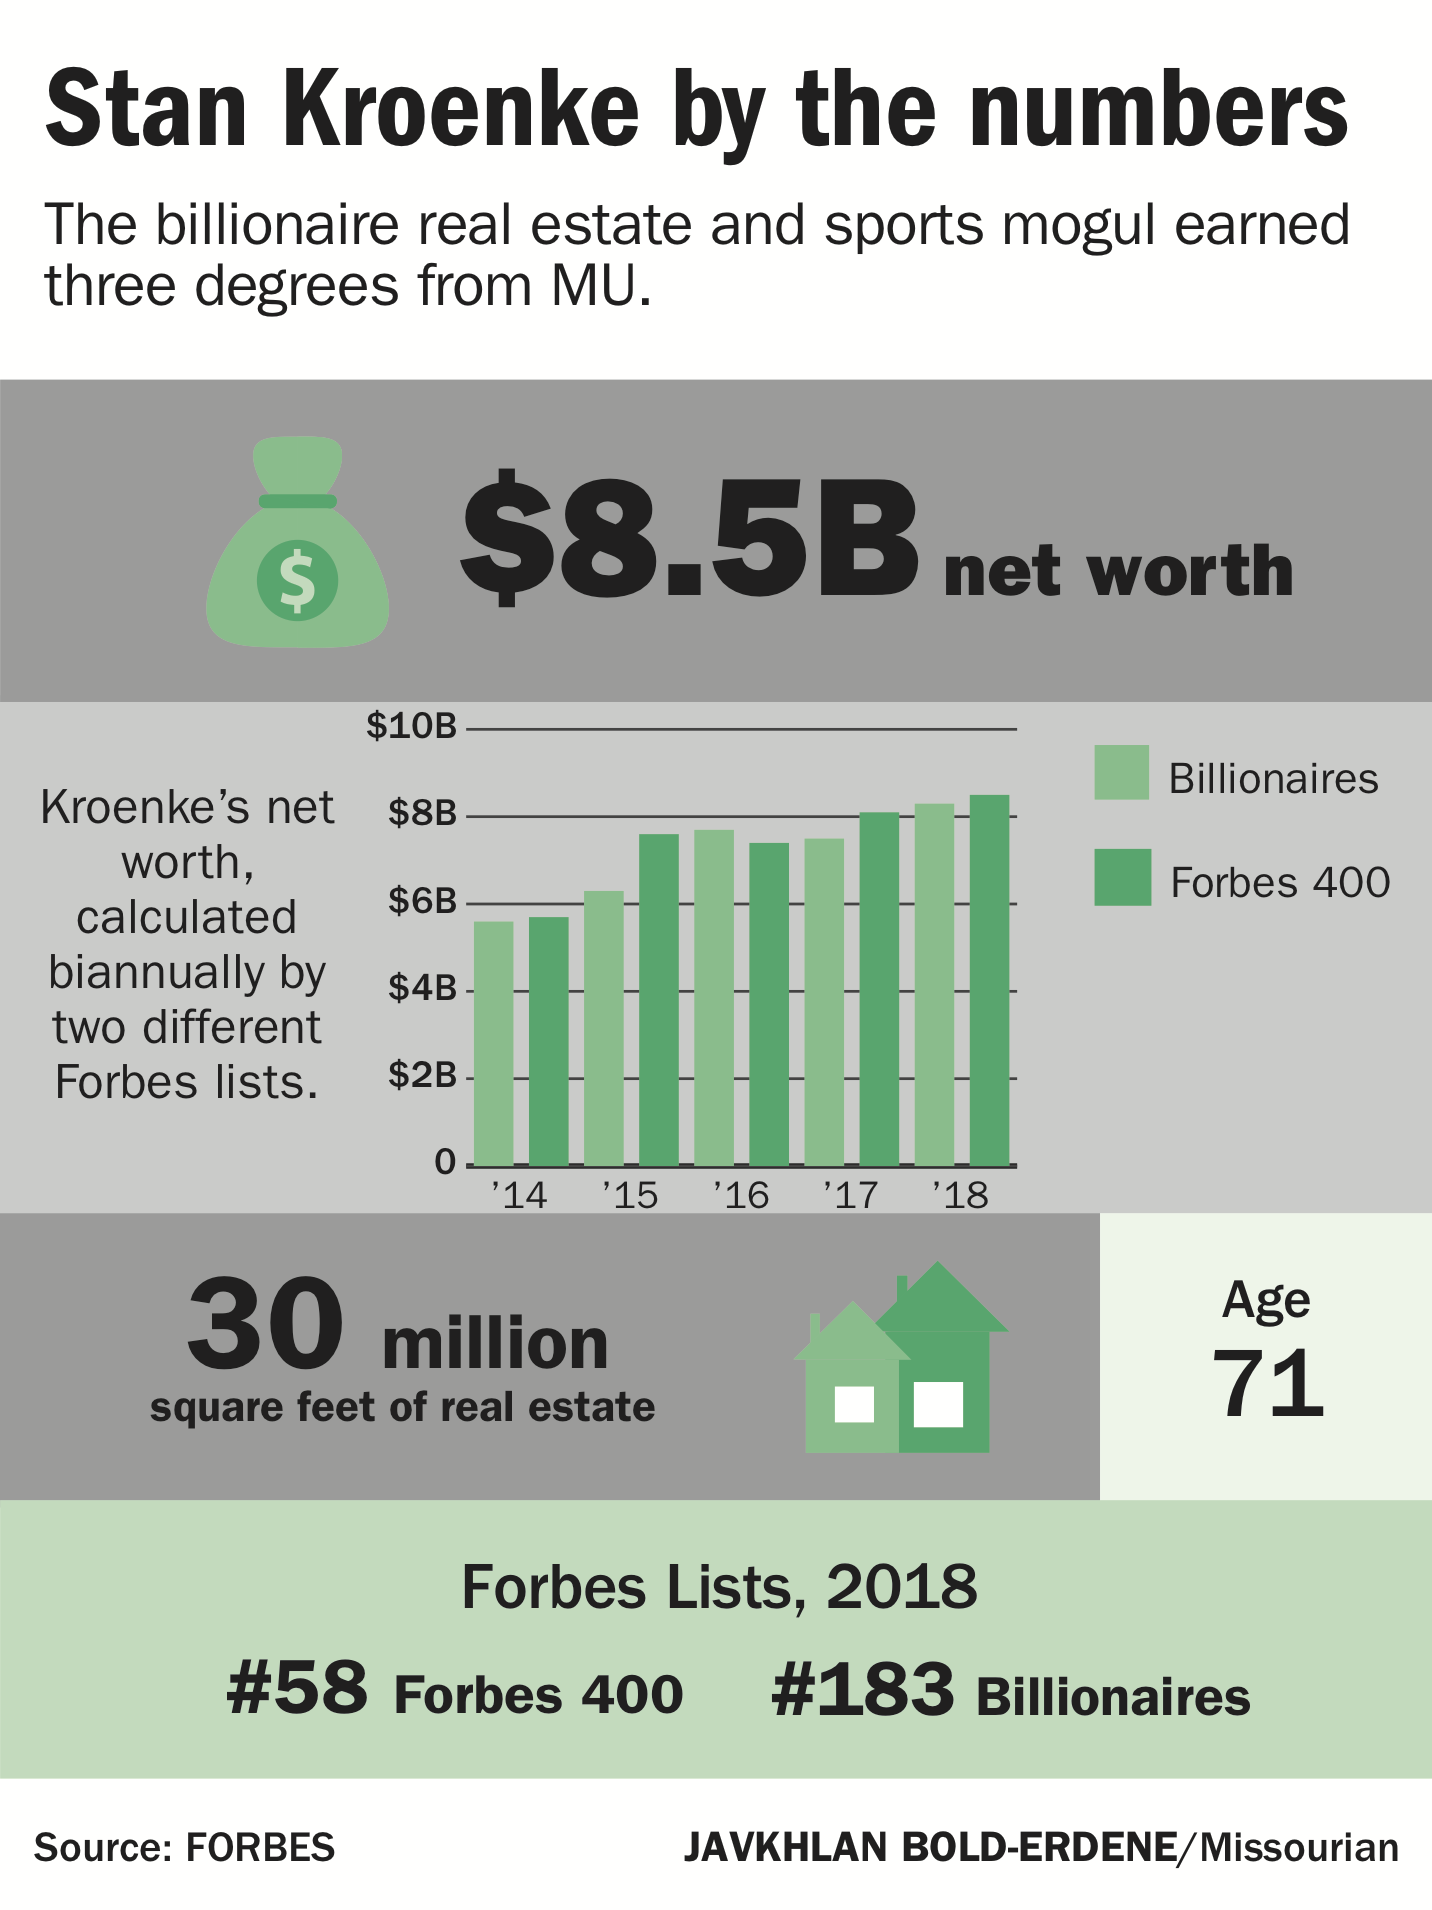 Stan Kroenke by the numbers
The billionaire real estate and sports mogul earned
three degrees from MU.
$
$8.5B net worth
Kroenke’s net
worth,
calculated
biannually by
two different
Forbes lists.
$10B
$8B
$6B
$4B
$2B
0
’14 ’15 ’16 ’17 ’18
Billionaires
Forbes 400
30 million
square feet of real estate
Age
71
Forbes Lists, 2018
#58 Forbes 400 #183 Billionaires
Source: FORBES
JAVKHLAN BOLD-ERDENE/Missourian